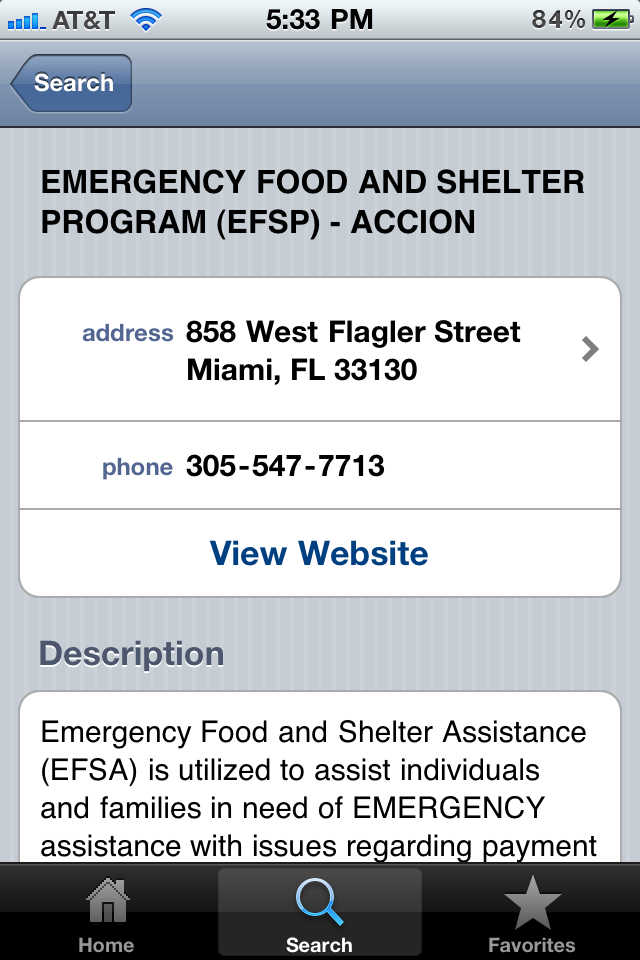 AT&T 5:33 PM 84%
Search
EMERGENCY FOOD AND SHELTER
PROGRAM (EFSP) - ACCION
address 858 West Flagler Street
Miami, FL 33130
phone 305-547-7713
View Website
Description
Emergency Food and Shelter Assistance
(EFSA) is utilized to assist individuals
and families in need of EMERGENCY
assistance with issues regarding payment
Home Search Favorites